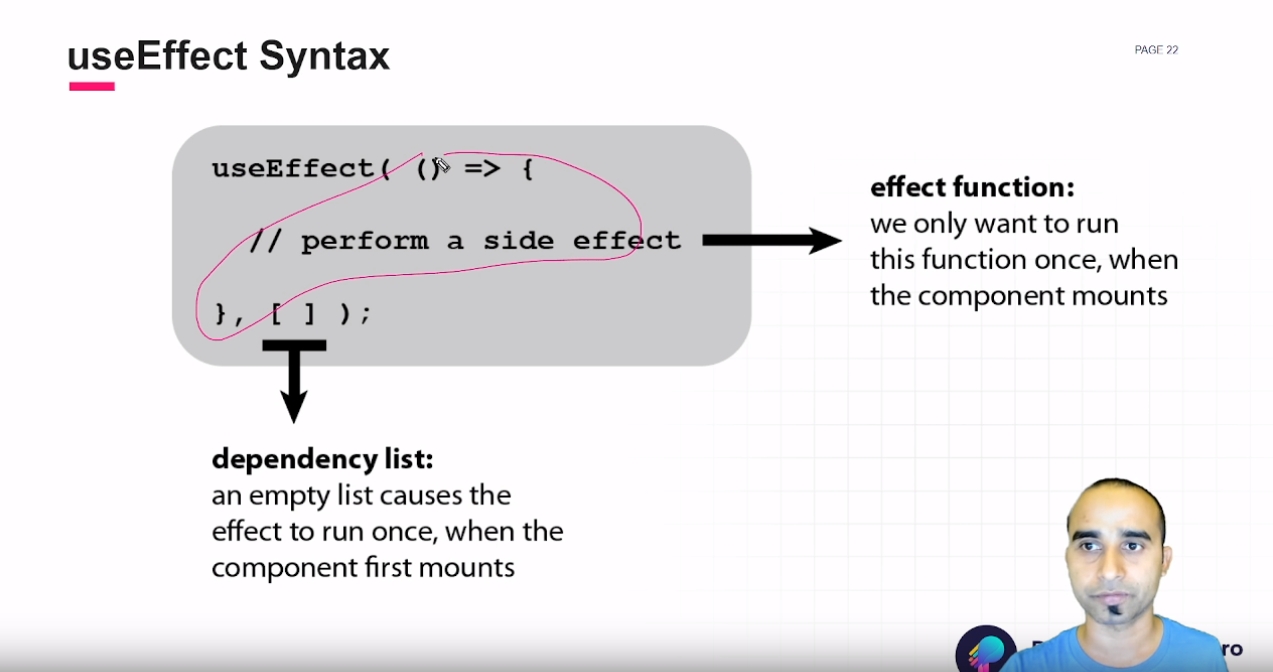 useEffect Syntax
PAGE 22
useEffect( () => {
// perform a side effect
}, [ ] );
effect function:
we only want to run
this function once, when
the component mounts
dependency list:
an empty list causes the
effect to run once, when the
component first mounts